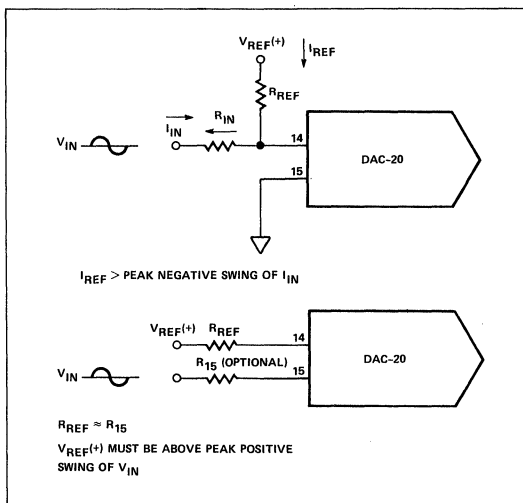 VREF(+)
IREF
RREF
IIN
RIN
VIN
14
15
DAC-20
IREF > PEAK NEGATIVE SWING OF IIN
VREF(+)
RREF
14
VIN
R15 (OPTIONAL)
15
DAC-20
RREF ≈ R15
VREF(+) MUST BE ABOVE PEAK POSITIVE
SWING OF VIN